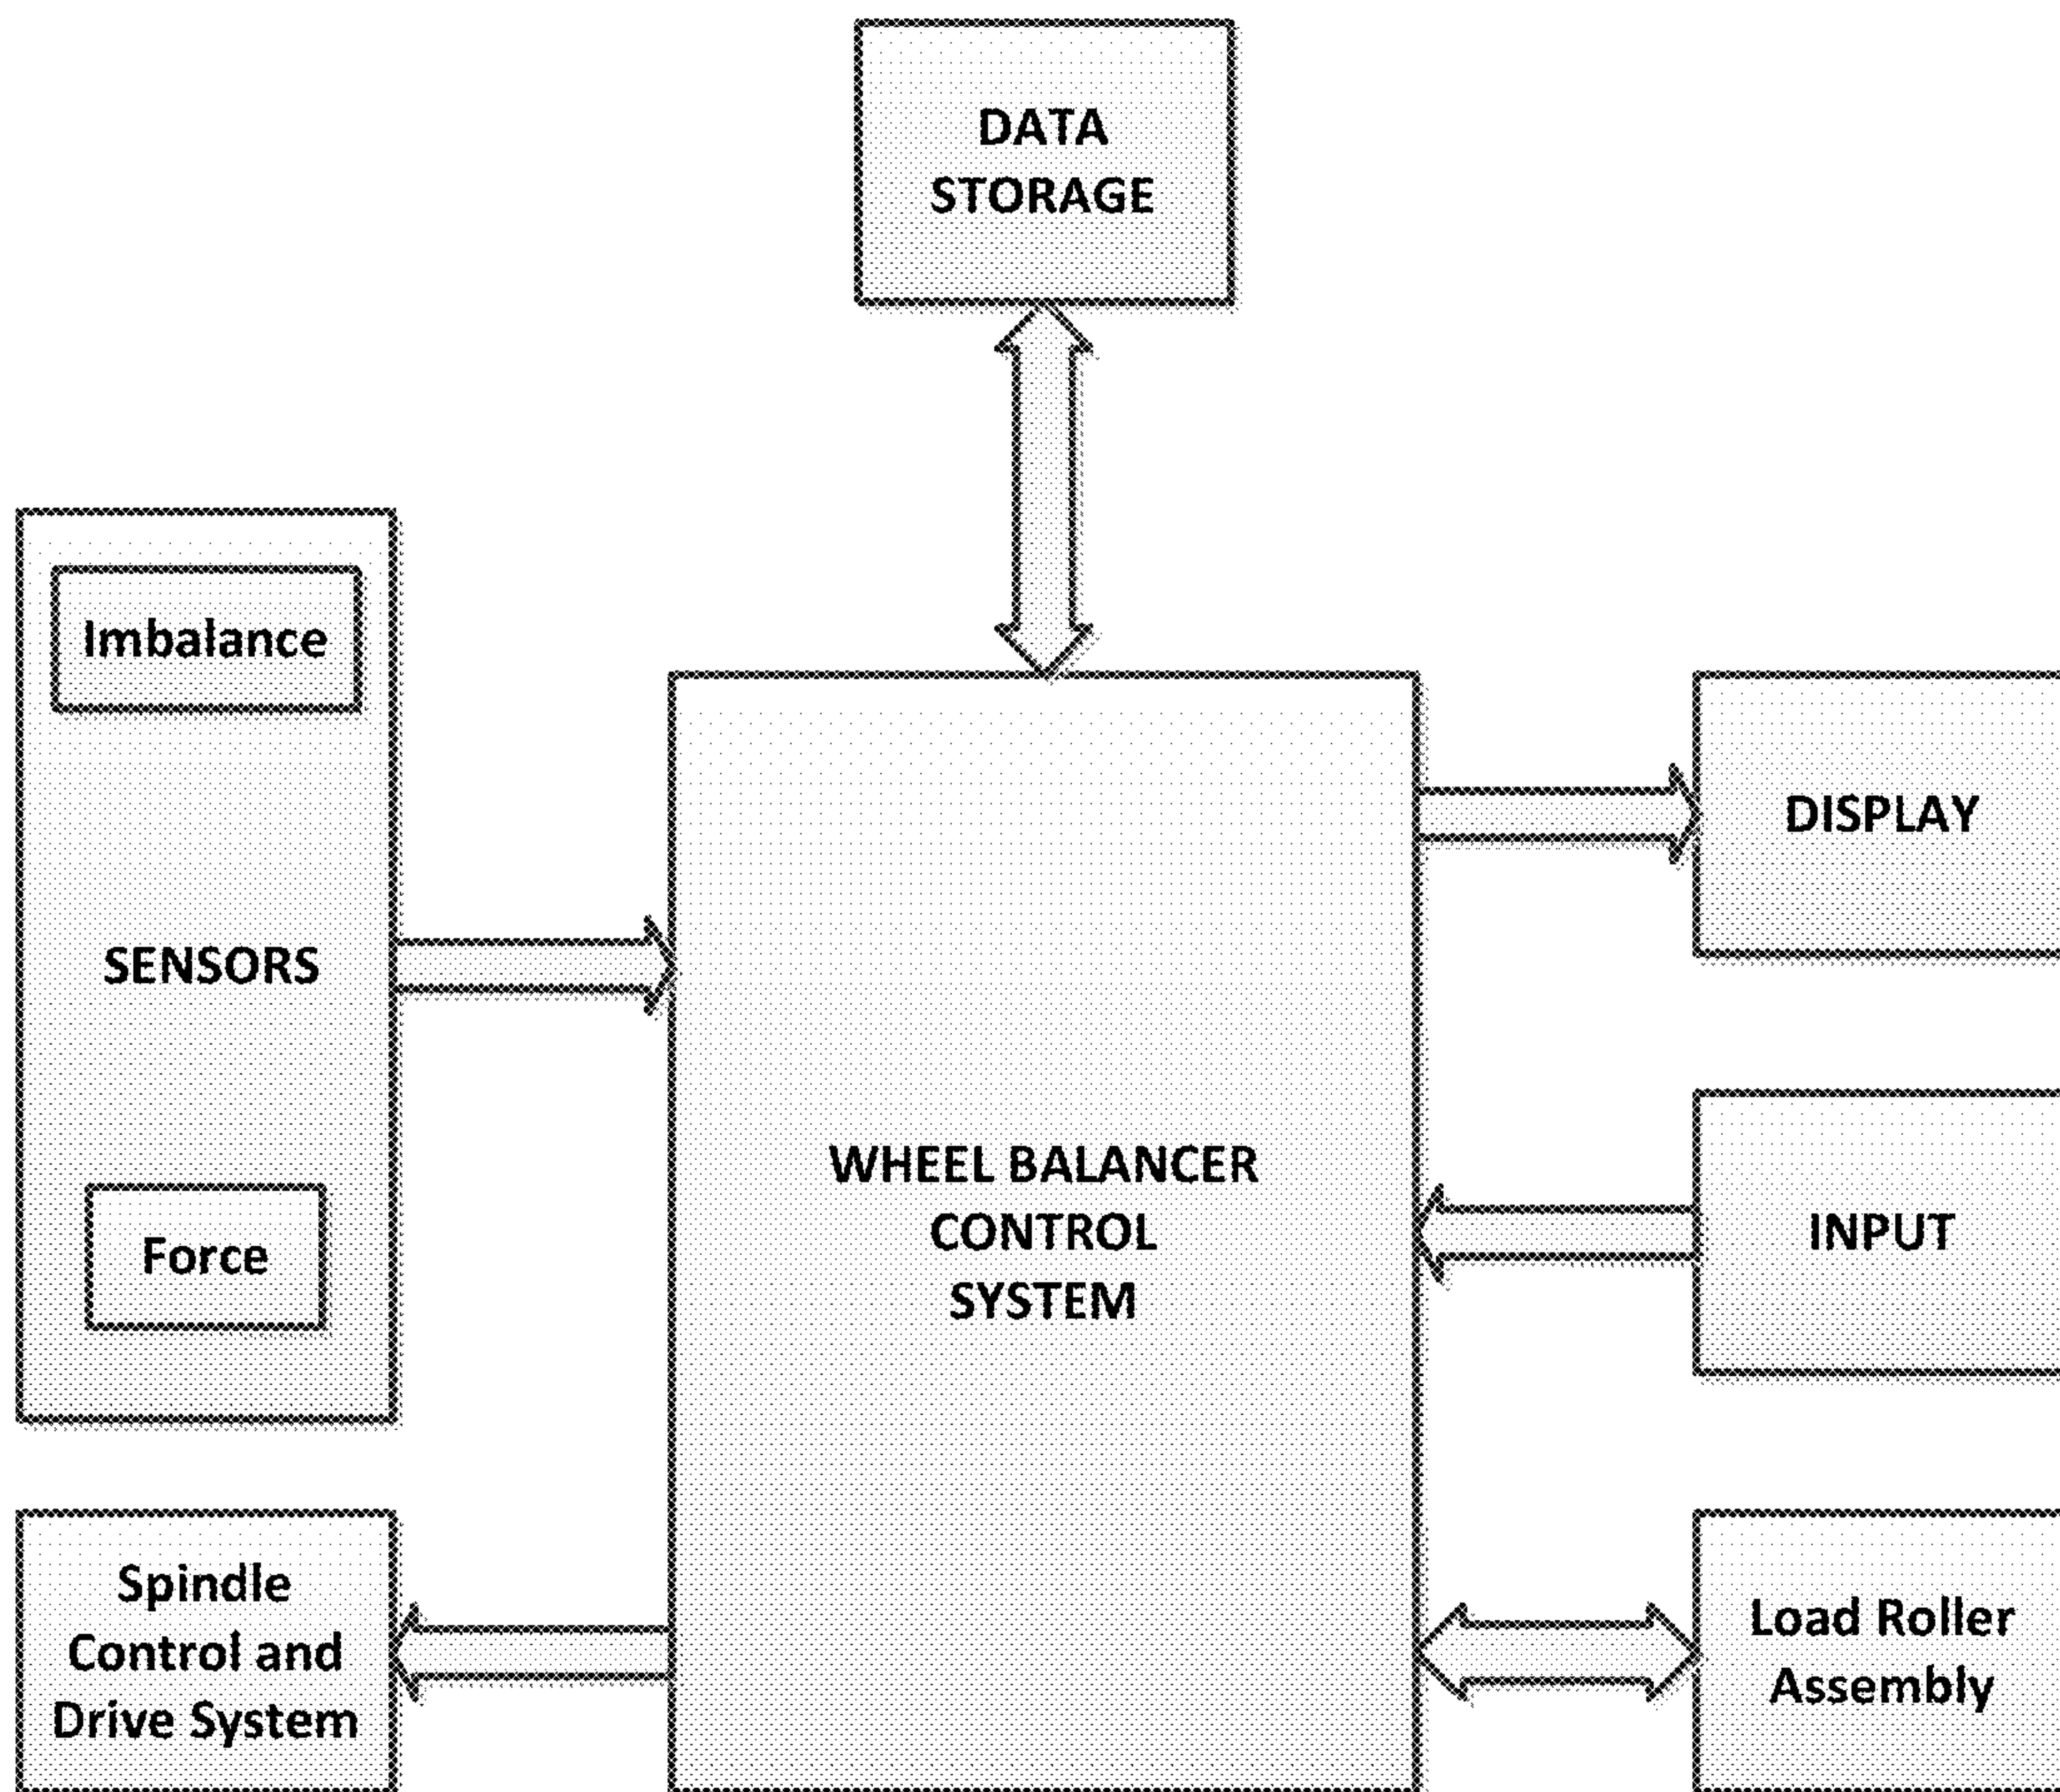 DATA
STORAGE
Imbalance
SENSORS
Force
Spindle
Control and
Drive System
WHEEL BALANCER
CONTROL
SYSTEM
DISPLAY
INPUT
Load Roller
Assembly